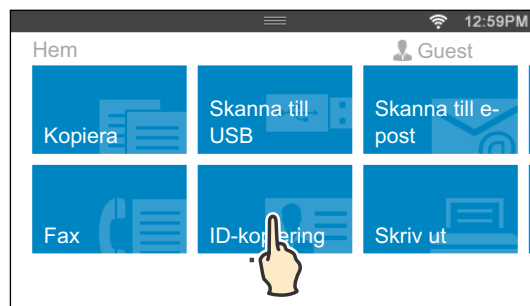 12:59PM
Hem
Guest
Kopiera
Skanna till
USB
Skanna till e-
post
Fax
ID-kopiering
Skriv ut